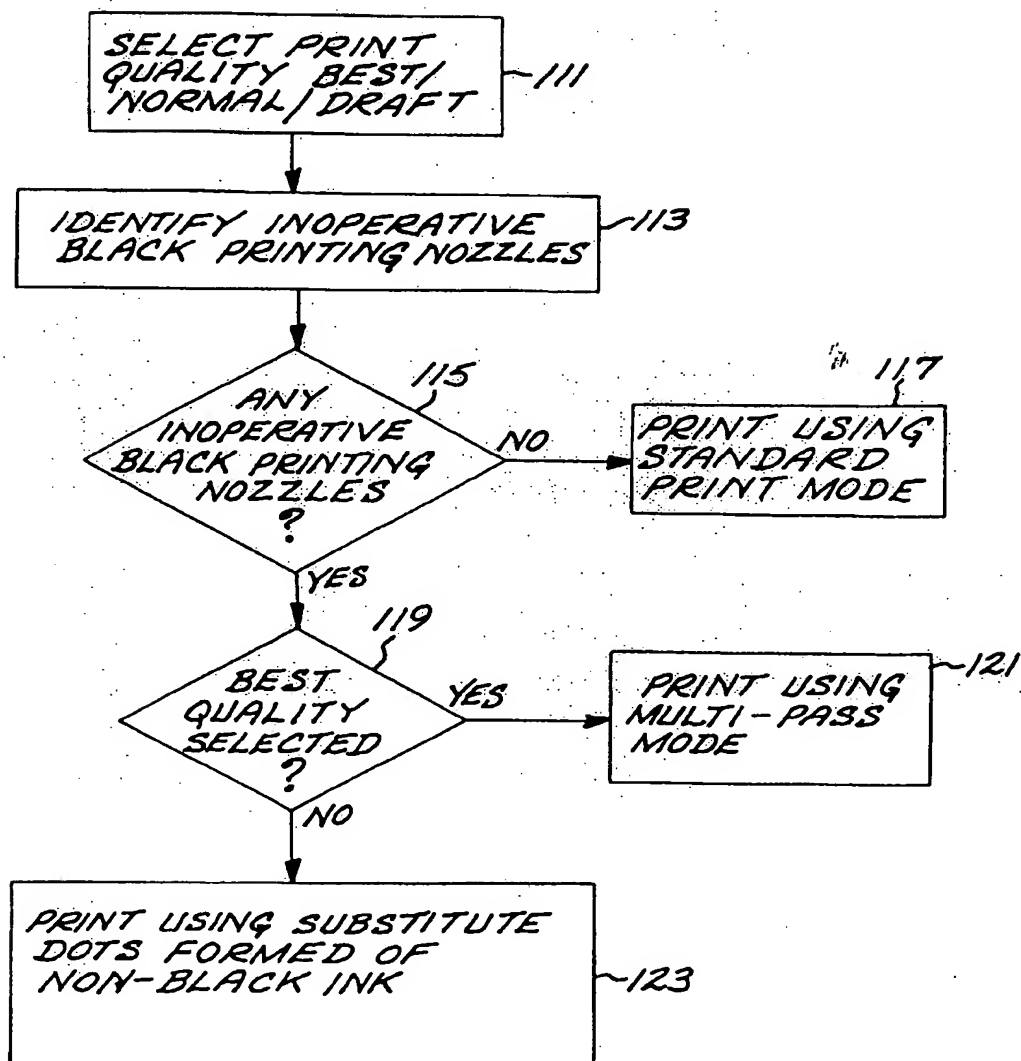 SELECT PRINT
QUALITY BEST/
NORMAL/DRAFT
111
IDENTIFY INOPERATIVE
BLACK PRINTING NOZZLES
113
ANY
INOPERATIVE
BLACK PRINTING
NOZZLES
?
115
NO
117
PRINT USING
STANDARD
PRINT MODE
YES
119
BEST
QUALITY
SELECTED
?
YES
121
PRINT USING
MULTI-PASS
MODE
NO
PRINT USING SUBSTITUTE
DOTS FORMED OF
NON-BLACK INK
123